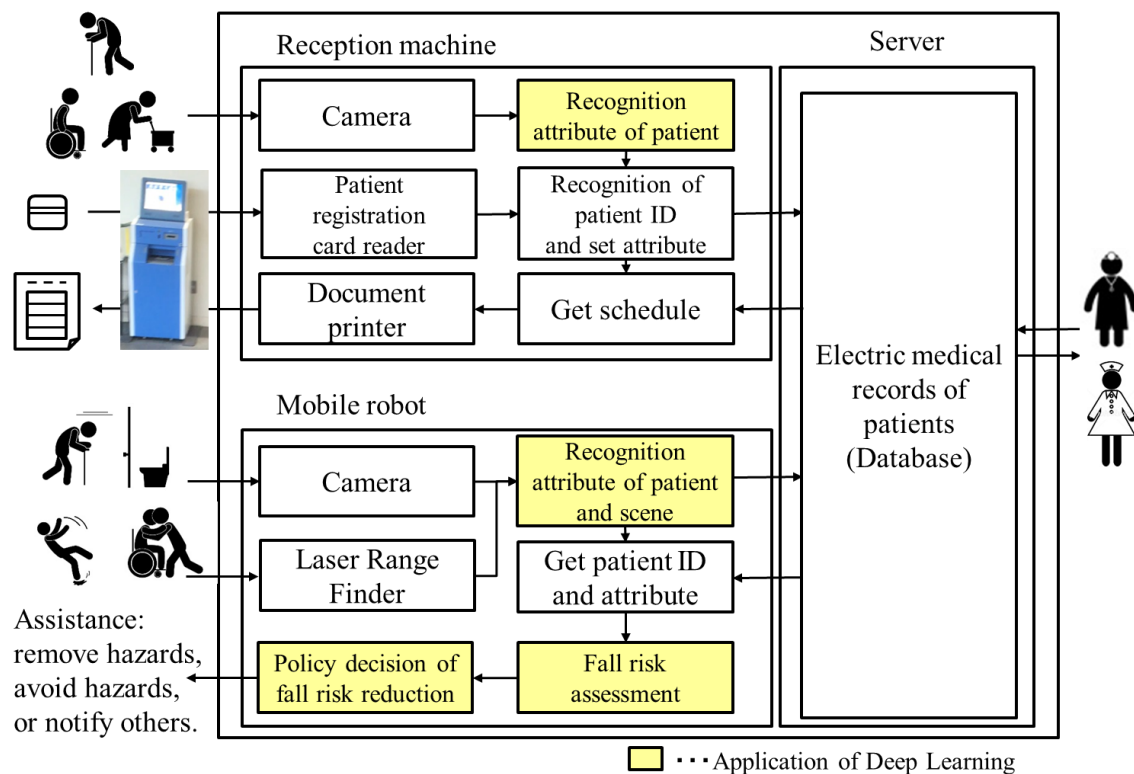 Reception machine
Server
Camera
Recognition
attribute of patient
Patient
registration
card reader
Recognition of
patient ID
and set attribute
Document
printer
Get schedule
Electric medical
records of
patients
(Database)
Mobile robot
Camera
Recognition
attribute of patient
and scene
Laser Range
Finder
Get patient ID
and attribute
Assistance:
remove hazards,
avoid hazards,
or notify others.
Policy decision of
fall risk reduction
Fall risk
assessment
···Application of Deep Learning